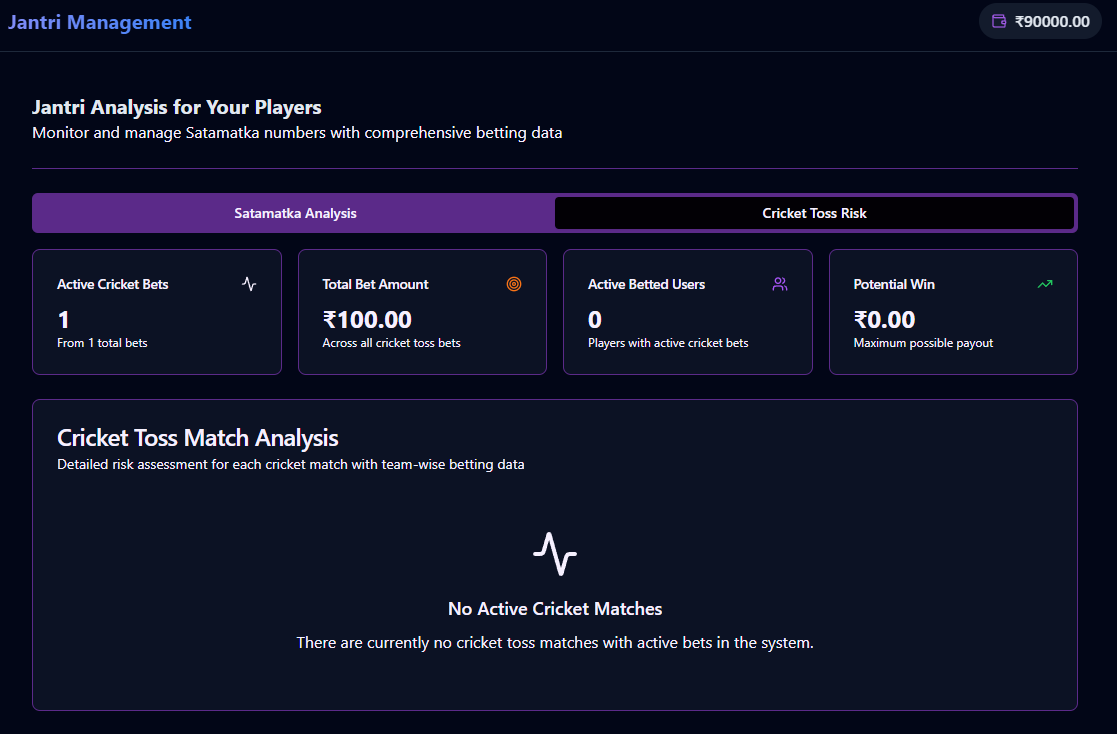 Jantri Management
₹90000.00
Jantri Analysis for Your Players
Monitor and manage Satamatka numbers with comprehensive betting data
Satamatka Analysis
Cricket Toss Risk
Active Cricket Bets
1
From 1 total bets
Total Bet Amount
₹100.00
Across all cricket toss bets
Active Betted Users
0
Players with active cricket bets
Potential Win
₹0.00
Maximum possible payout
Cricket Toss Match Analysis
Detailed risk assessment for each cricket match with team-wise betting data
No Active Cricket Matches
There are currently no cricket toss matches with active bets in the system.